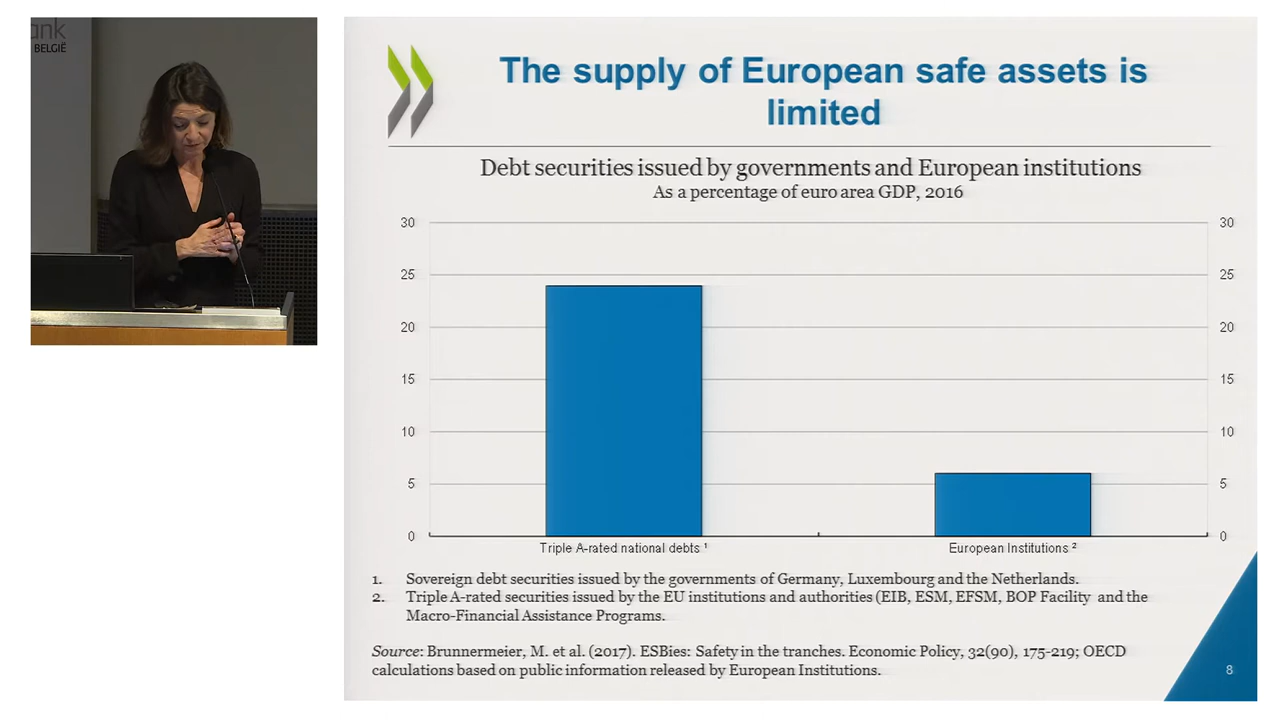 BELGIË
The supply of European safe assets is
limited
Debt securities issued by governments and European institutions
As a percentage of euro area GDP, 2016
30 30
25 25
20 20
15 15
10 10
5 5
0 0
Triple A-rated national debts ¹ European Institutions ²
1. Sovereign debt securities issued by the governments of Germany, Luxembourg and the Netherlands.
2. Triple A-rated securities issued by the EU institutions and authorities (EIB, ESM, EFSM, BOP Facility and the
Macro-Financial Assistance Programs.
Source: Brunnermeier, M. et al. (2017). ESBies: Safety in the tranches. Economic Policy, 32(90), 175-219; OECD
calculations based on public information released by European Institutions.
8